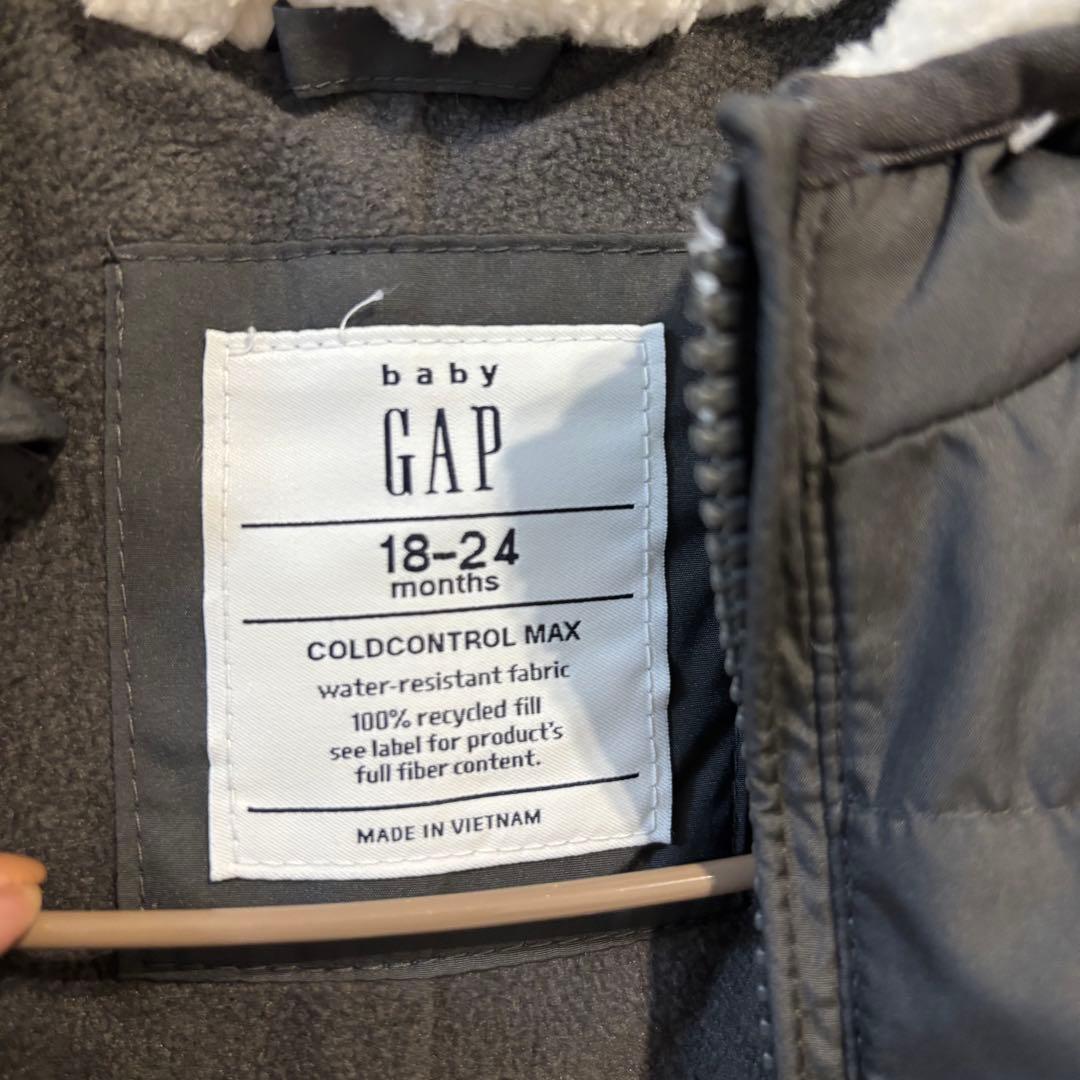 baby
GAP
18-24
months
COLDCONTROL MAX
water-resistant fabric
100% recycled fill
see label for product's
full fiber content.
MADE IN VIETNAM